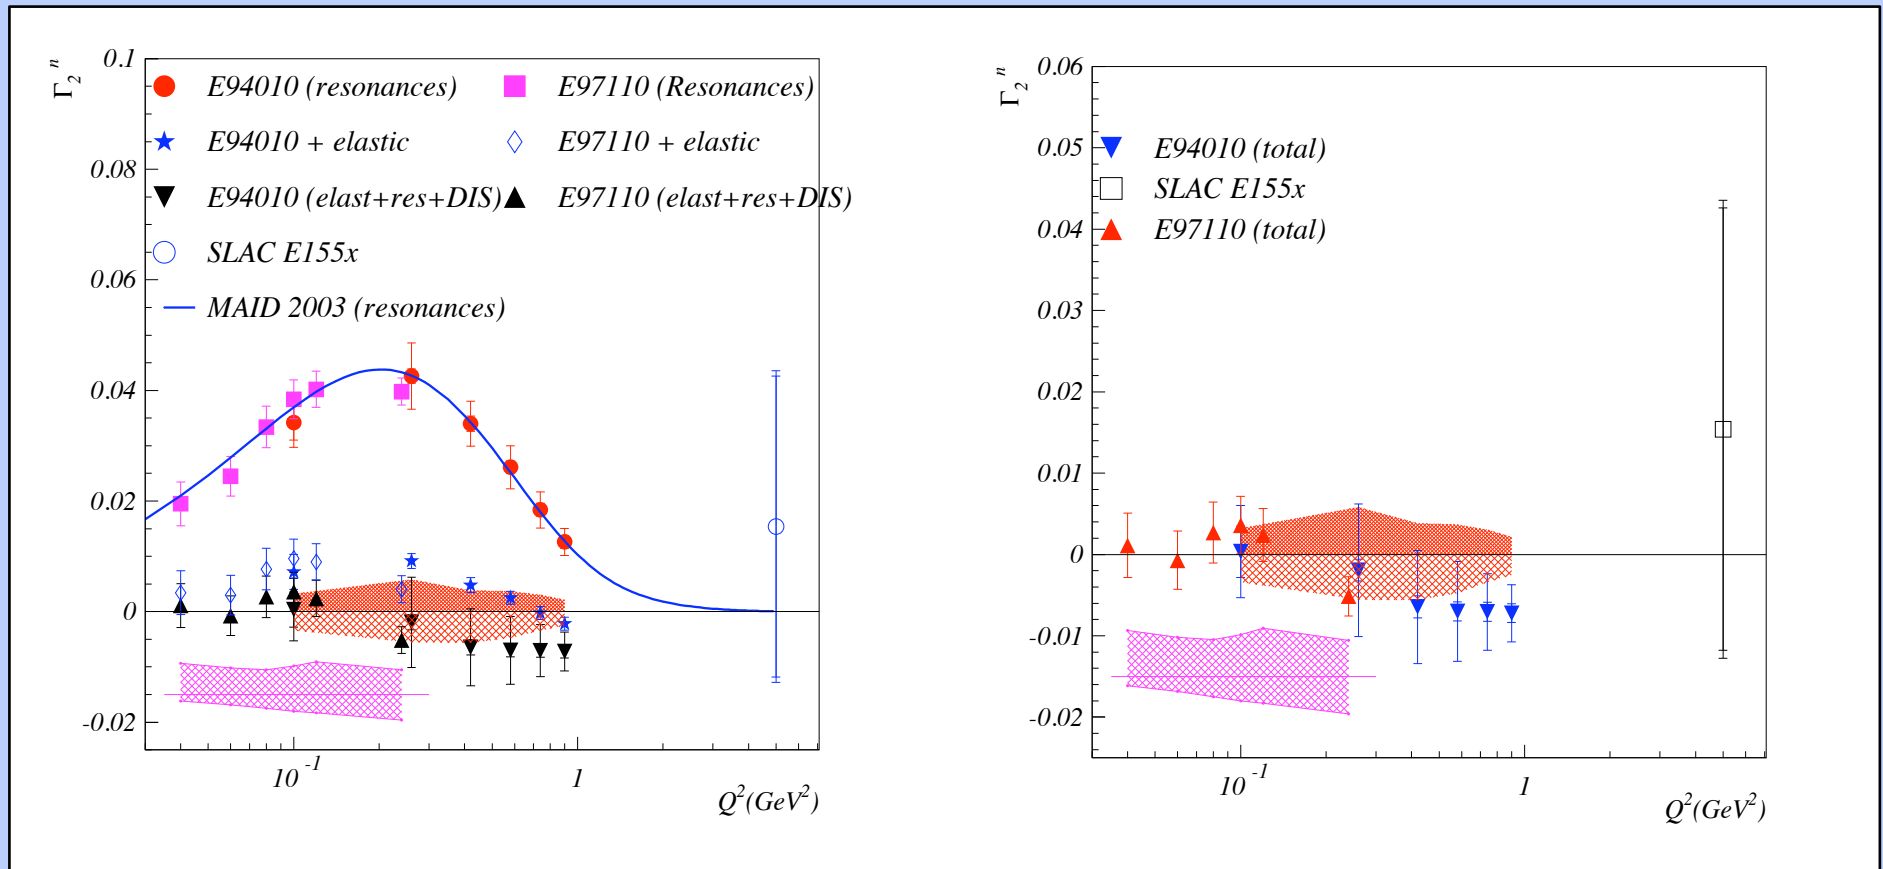 Γ₂ⁿ
0.1
0.08
0.06
0.04
0.02
0
-0.02
E94010 (resonances)
E97110 (Resonances)
E94010 + elastic
E97110 + elastic
E94010 (elast+res+DIS)
E97110 (elast+res+DIS)
SLAC E155x
MAID 2003 (resonances)
10⁻¹
1
Q²(GeV²)
Γ₂ⁿ
0.06
0.05
0.04
0.03
0.02
0.01
0
-0.01
-0.02
E94010 (total)
SLAC E155x
E97110 (total)
10⁻¹
1
Q²(GeV²)